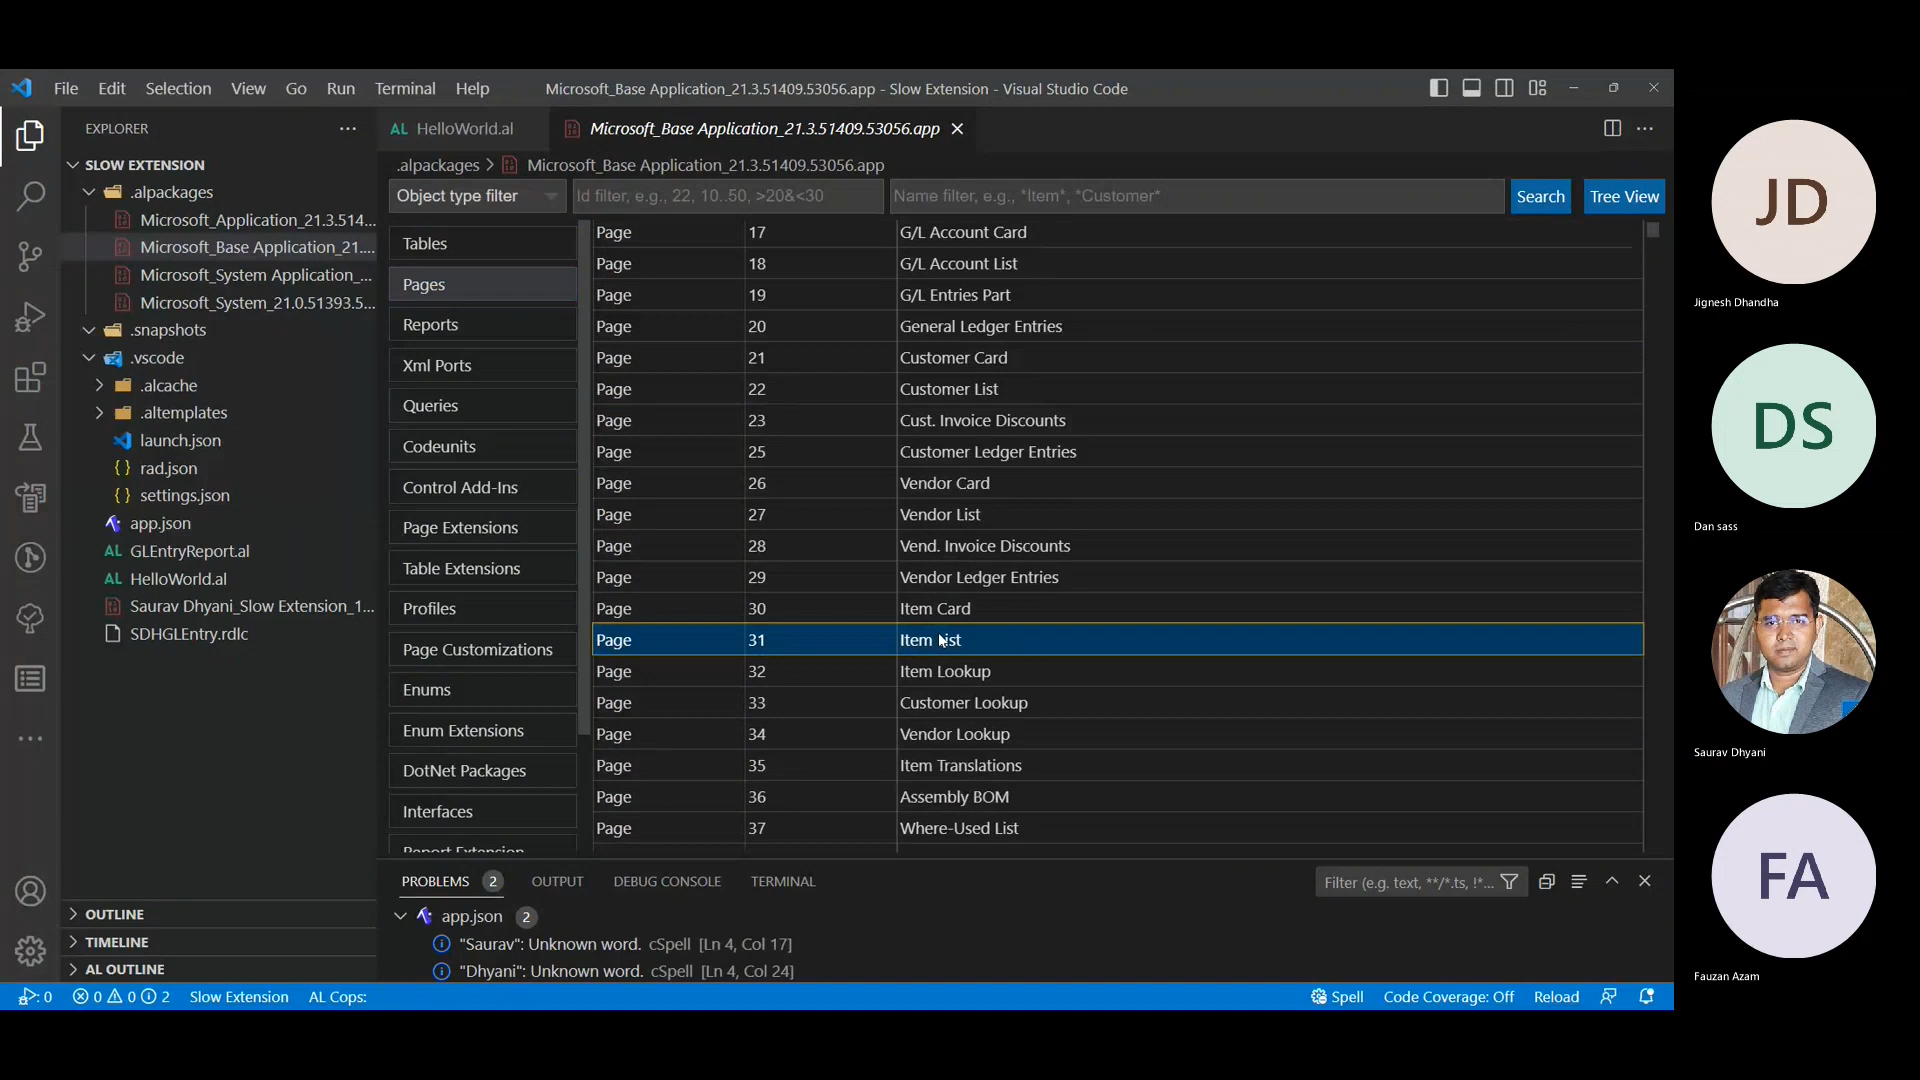 File Edit Selection View Go Run Terminal Help
Microsoft_Base Application_21.3.51409.53056.app - Slow Extension - Visual Studio Code
EXPLORER
SLOW EXTENSION
.alpackages
Microsoft_Application_21.3.514...
Microsoft_Base Application_21....
Microsoft_System Application_...
Microsoft_System_21.0.51393.5...
.snapshots
.vscode
.alcache
.altemplates
launch.json
{ } rad.json
{ } settings.json
app.json
AL GLEntryReport.al
AL HelloWorld.al
Saurav Dhyani_Slow Extension_1...
SDHGLEntry.rdlc
OUTLINE
TIMELINE
AL OUTLINE
AL HelloWorld.al
Microsoft_Base Application_21.3.51409.53056.app
.alpackages > Microsoft_Base Application_21.3.51409.53056.app
Object type filter
Id filter, e.g., 22, 10..50, >20&<30
Name filter, e.g., *Item*, *Customer*
Search
Tree View
Tables
Pages
Reports
Xml Ports
Queries
Codeunits
Control Add-Ins
Page Extensions
Table Extensions
Profiles
Page Customizations
Enums
Enum Extensions
DotNet Packages
Interfaces
Report Extension
Page 17 G/L Account Card
Page 18 G/L Account List
Page 19 G/L Entries Part
Page 20 General Ledger Entries
Page 21 Customer Card
Page 22 Customer List
Page 23 Cust. Invoice Discounts
Page 25 Customer Ledger Entries
Page 26 Vendor Card
Page 27 Vendor List
Page 28 Vend. Invoice Discounts
Page 29 Vendor Ledger Entries
Page 30 Item Card
Page 31 Item List
Page 32 Item Lookup
Page 33 Customer Lookup
Page 34 Vendor Lookup
Page 35 Item Translations
Page 36 Assembly BOM
Page 37 Where-Used List
PROBLEMS 2 OUTPUT DEBUG CONSOLE TERMINAL
Filter (e.g. text, **/*.ts, !*...
app.json 2
"Saurav": Unknown word. cSpell [Ln 4, Col 17]
"Dhyani": Unknown word. cSpell [Ln 4, Col 24]
: 0 0 0 2 Slow Extension AL Cops:
Spell Code Coverage: Off Reload
JD
Jignesh Dhandha
DS
Dan sass
Saurav Dhyani
FA
Fauzan Azam